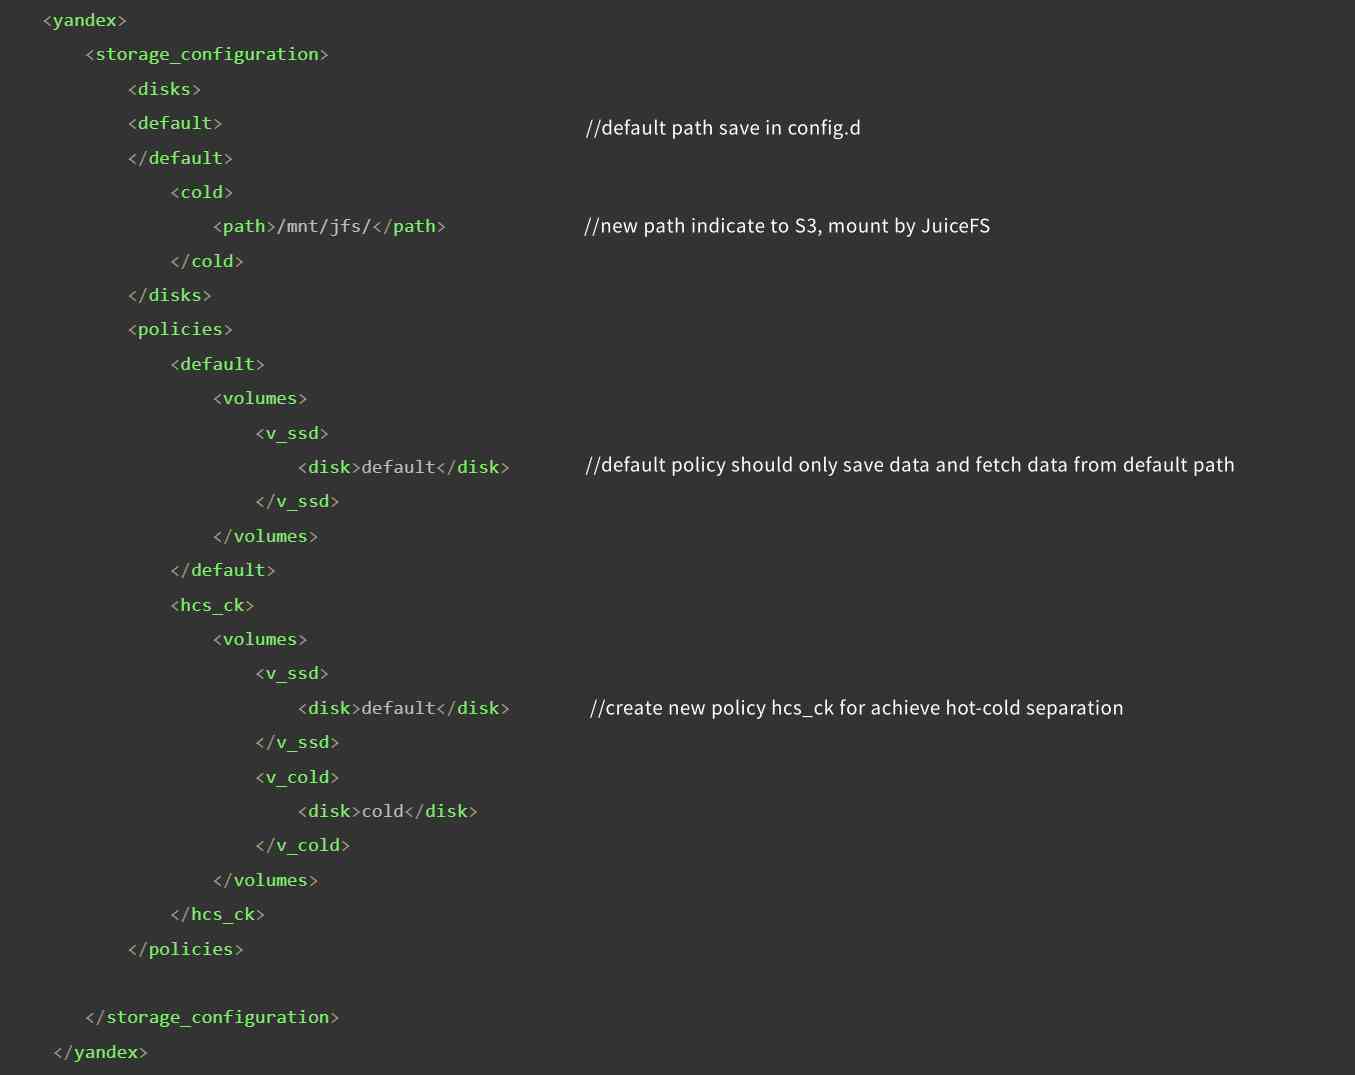 <yandex>
<storage_configuration>
<disks>
<default> //default path save in config.d
</default>
<cold>
<path>/mnt/jfs/</path> //new path indicate to S3, mount by JuiceFS
</cold>
</disks>
<policies>
<default>
<volumes>
<v_ssd>
<disk>default</disk> //default policy should only save data and fetch data from default path
</v_ssd>
</volumes>
</default>
<hcs_ck>
<volumes>
<v_ssd>
<disk>default</disk> //create new policy hcs_ck for achieve hot-cold separation
</v_ssd>
<v_cold>
<disk>cold</disk>
</v_cold>
</volumes>
</hcs_ck>
</policies>
</storage_configuration>
</yandex>